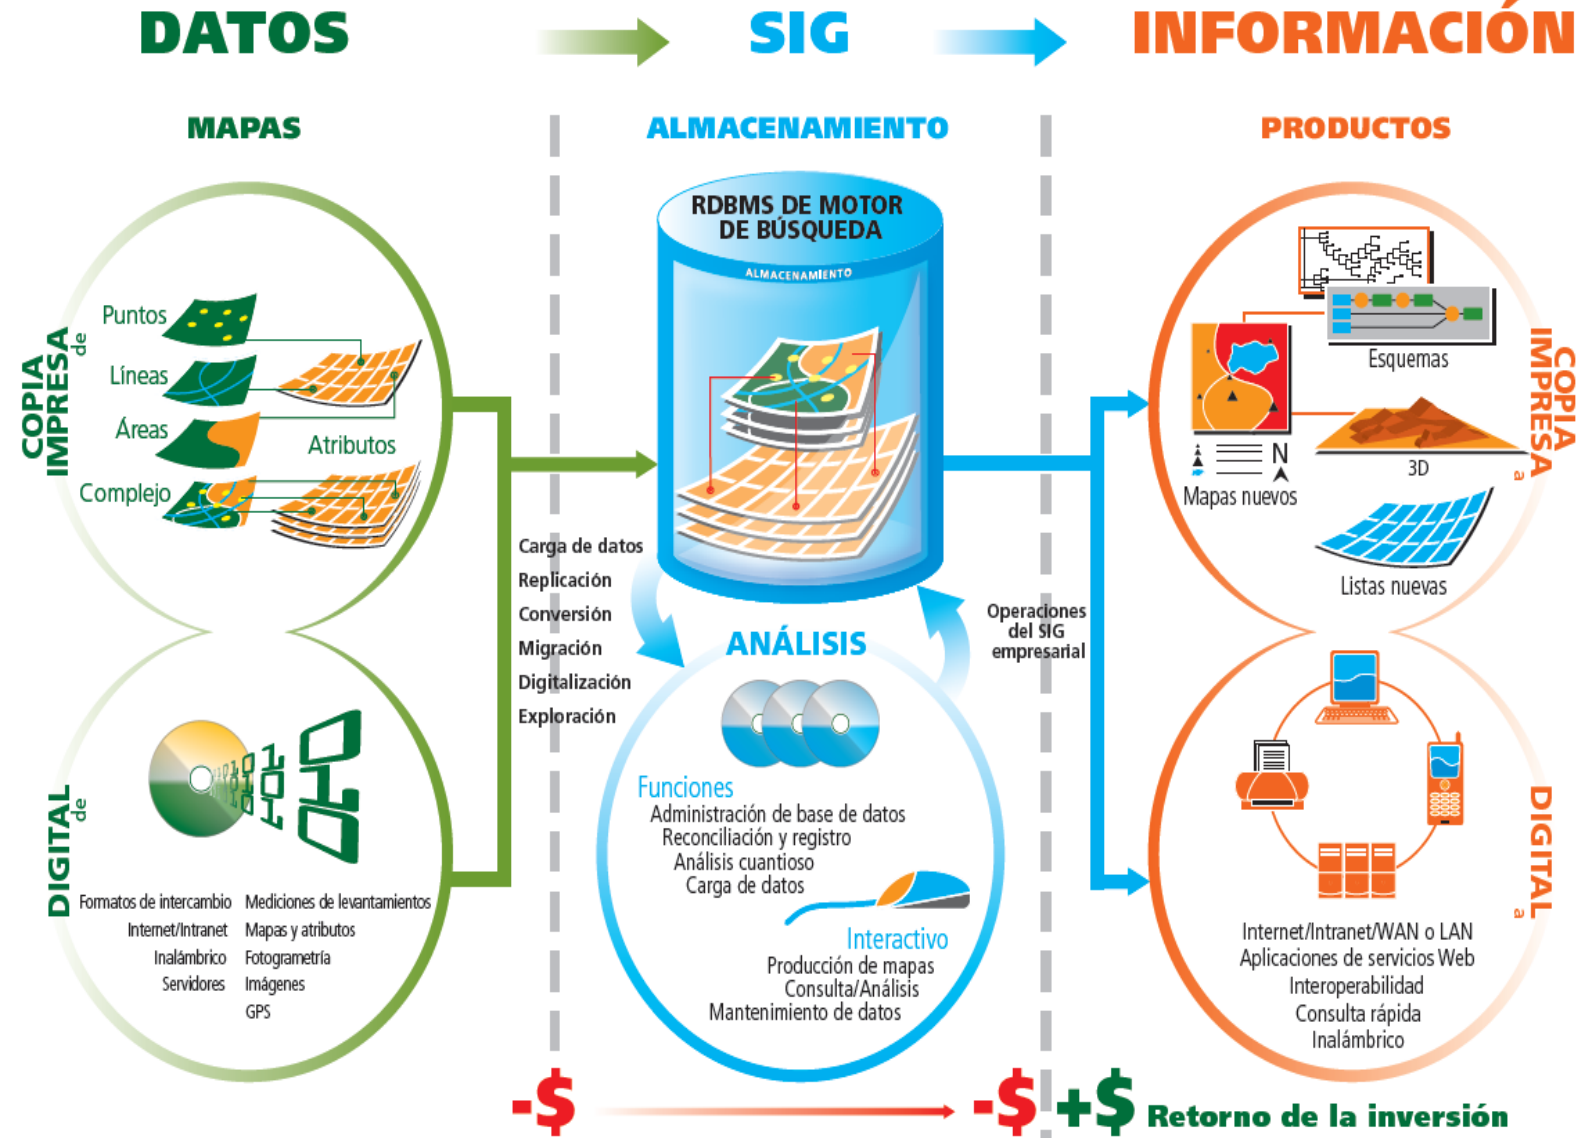 DATOS
SIG
INFORMACIÓN
MAPAS
ALMACENAMIENTO
PRODUCTOS
COPIA
IMPRESA
de
Puntos
Líneas
Áreas
Atributos
Complejo
DIGITAL
de
Formatos de intercambio
Internet/Intranet
Inalámbrico
Servidores
Mediciones de levantamientos
Mapas y atributos
Fotogrametría
Imágenes
GPS
Carga de datos
Replicación
Conversión
Migración
Digitalización
Exploración
RDBMS DE MOTOR
DE BÚSQUEDA
ALMACENAMIENTO
ANÁLISIS
Funciones
Administración de base de datos
Reconciliación y registro
Análisis cuantioso
Carga de datos
Interactivo
Producción de mapas
Consulta/Análisis
Mantenimiento de datos
Operaciones
del SIG
empresarial
Esquemas
N
Mapas nuevos
3D
Listas nuevas
COPIA
IMPRESA
a
DIGITAL
a
Internet/Intranet/WAN o LAN
Aplicaciones de servicios Web
Interoperabilidad
Consulta rápida
Inalámbrico
-$
-$
+$ Retorno de la inversión